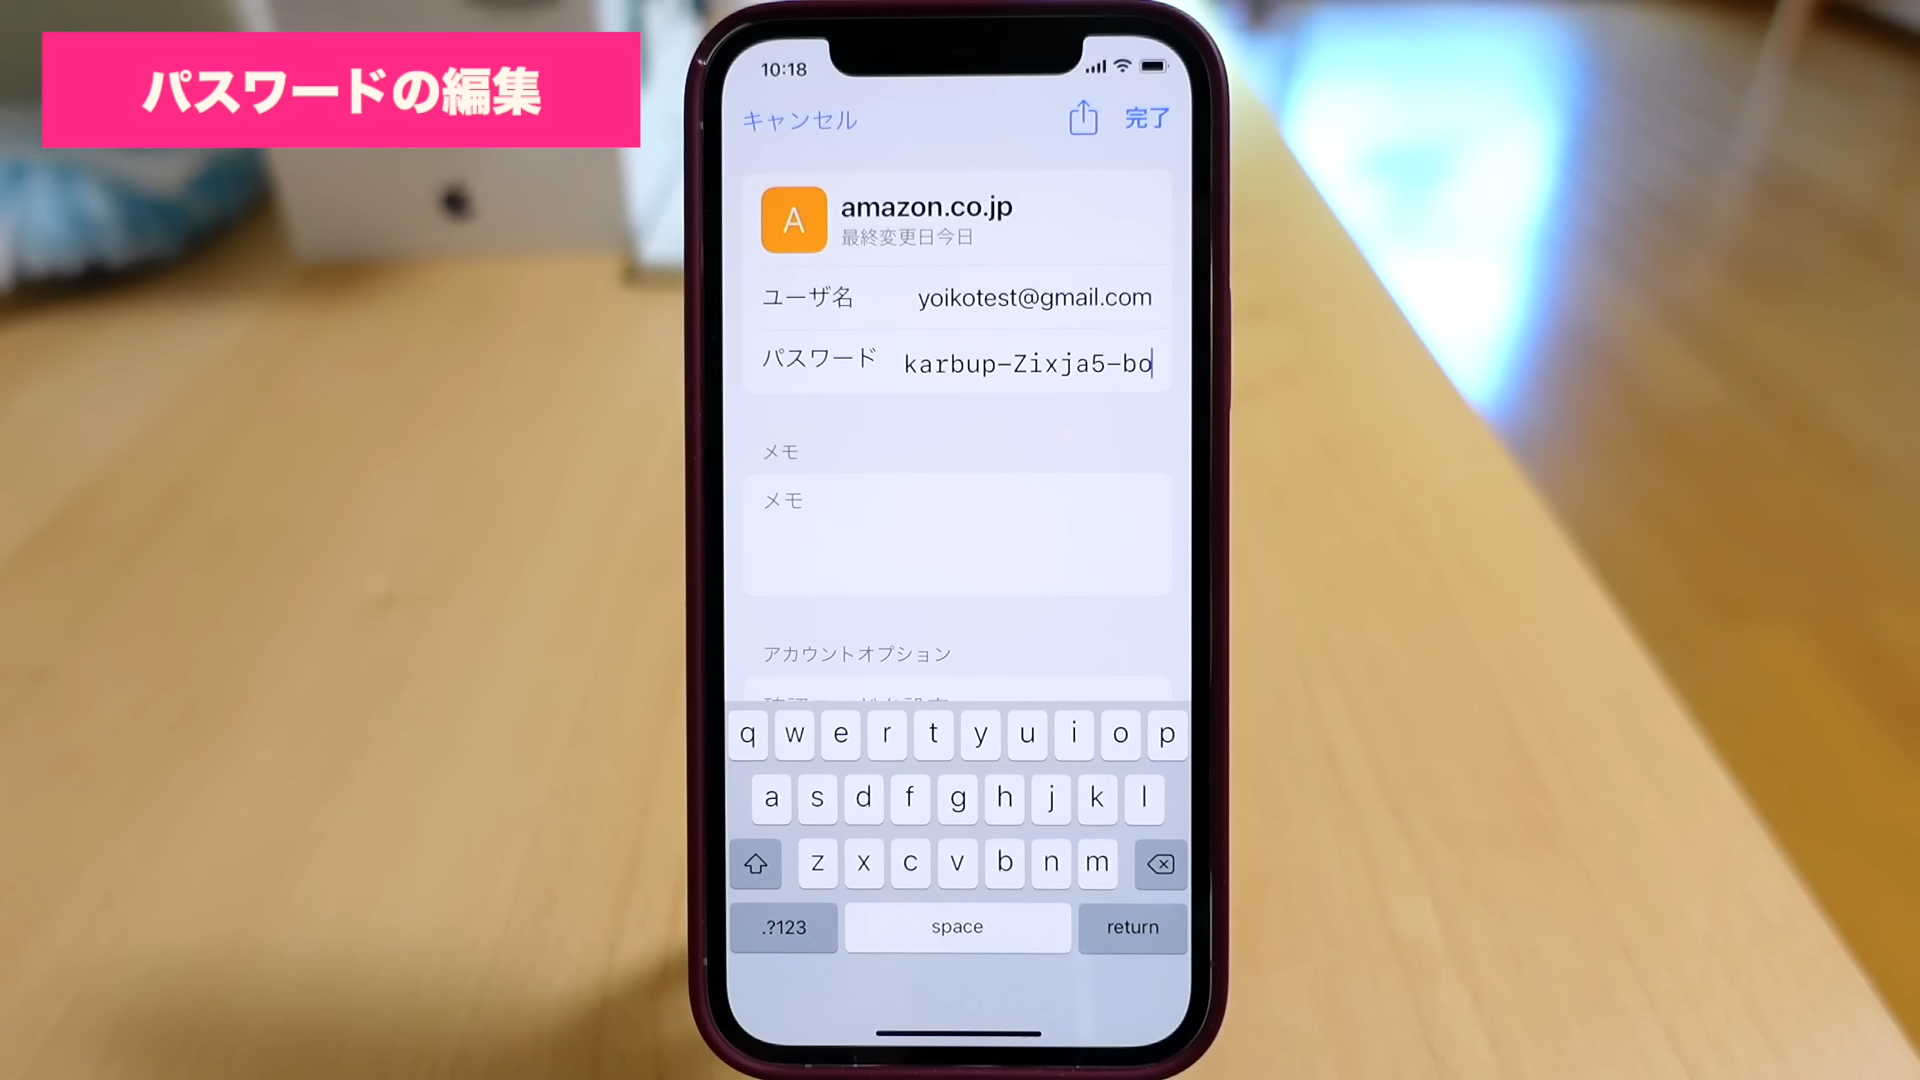 パスワードの編集
10:18
キャンセル
完了
A
amazon.co.jp
最終変更日今日
ユーザ名
yoikotest@gmail.com
パスワード
karbup-Zixja5-bo
メモ
メモ
アカウントオプション
q w e r t y u i o p
a s d f g h j k l
z x c v b n m
.?123 space return